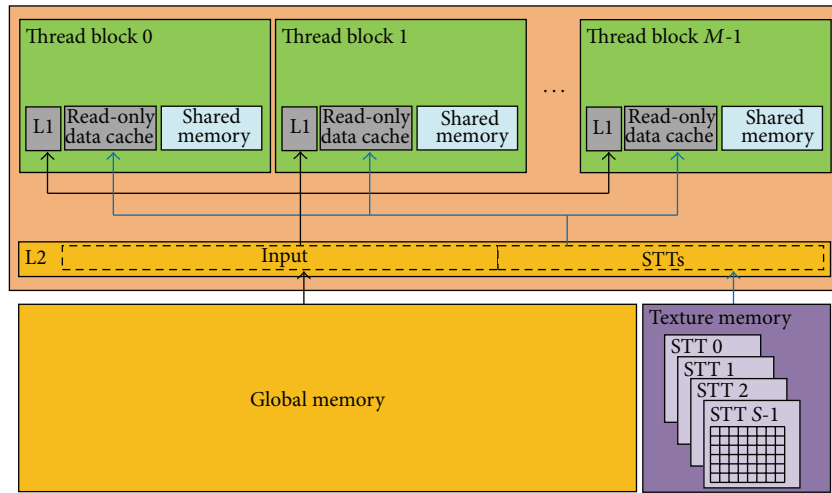 Thread block 0
Thread block 1
Thread block M-1
...
L1
Read-only
data cache
Shared
memory
L1
Read-only
data cache
Shared
memory
L1
Read-only
data cache
Shared
memory
L2
Input
STTs
Global memory
Texture memory
STT 0
STT 1
STT 2
STT S-1